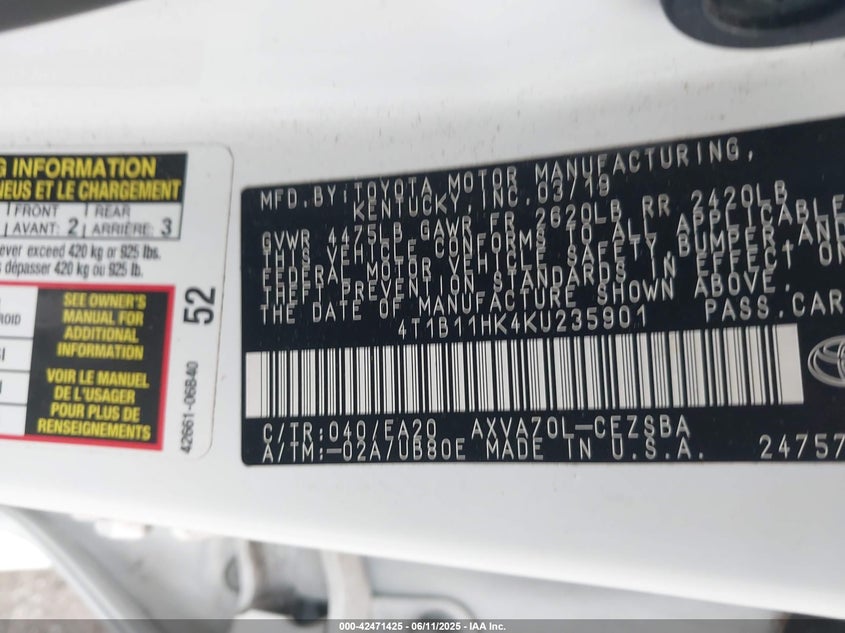 G INFORMATION
NEUS ET LE CHARGEMENT
FRONT
AVANT: 2
REAR
ARRIÈRE: 3
ever exceed 420 kg or 925 lbs.
dépasser 420 kg ou 925 lb.
SEE OWNER'S
MANUAL FOR
ADDITIONAL
INFORMATION
VOIR LE MANUEL
DE L'USAGER
POUR PLUS DE
RENSEIGNEMENTS
52
42661-06B40
MFD. BY: TOYOTA MOTOR MANUFACTURING,
KENTUCKY, INC. 03/19
GVWR 4475LB GAWR FR 2620LB RR 2420LB
THIS VEHICLE CONFORMS TO ALL APPLICABLE
FEDERAL MOTOR VEHICLE SAFETY, BUMPER AND
THEFT PREVENTION STANDARDS IN EFFECT ON
THE DATE OF MANUFACTURE SHOWN ABOVE.
4T1B11HK4KU235901 PASS. CAR
C/TR: 040/EA20 AXVA70L-CEZSBA
A/TM: -02A/UB80E MADE IN U.S.A. 24757
000-42471425 | 06/11/2025 - IAA Inc.